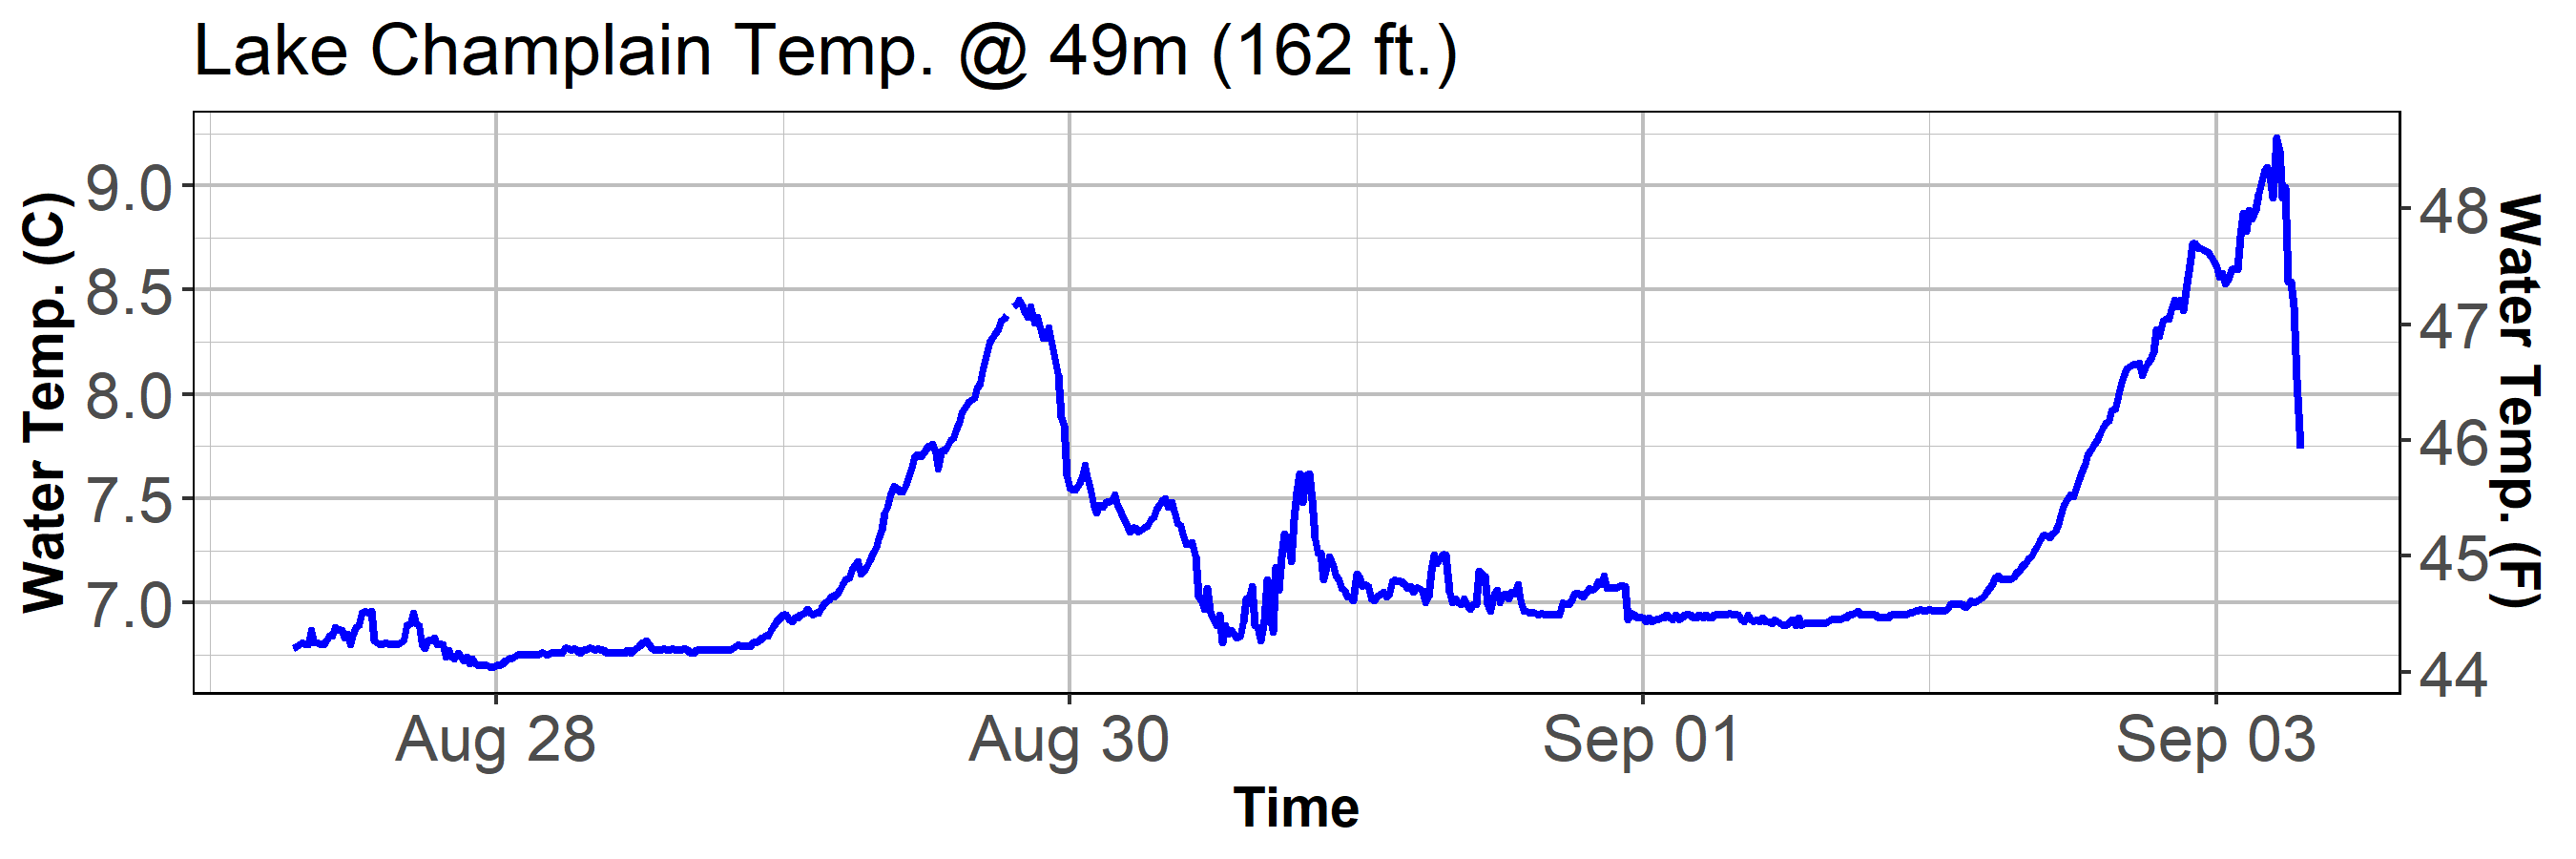 Lake Champlain Temp. @ 49m (162 ft.)
Water Temp. (C)
9.0
8.5
8.0
7.5
7.0
48
47
46
45
44
Water Temp. (F)
Aug 28
Aug 30
Sep 01
Sep 03
Time